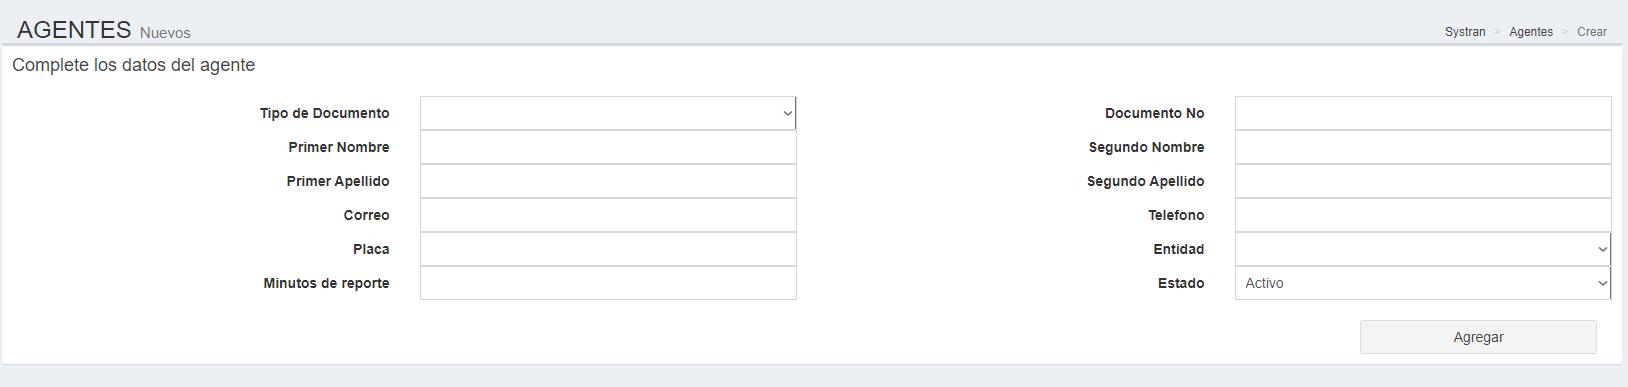 AGENTES Nuevos
Systran > Agentes > Crear
Complete los datos del agente
Tipo de Documento
Documento No
Primer Nombre
Segundo Nombre
Primer Apellido
Segundo Apellido
Correo
Telefono
Placa
Entidad
Minutos de reporte
Estado Activo
Agregar